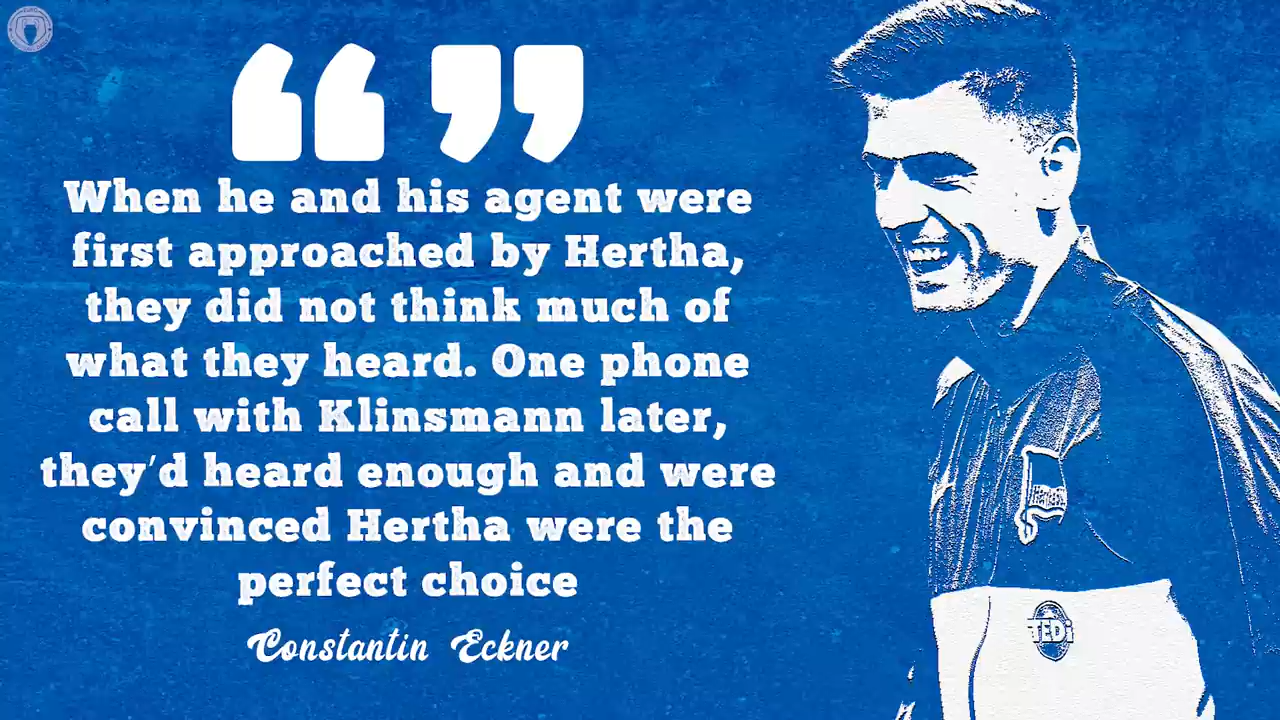 When he and his agent were
first approached by Hertha,
they did not think much of
what they heard. One phone
call with Klinsmann later,
they'd heard enough and were
convinced Hertha were the
perfect choice
Constantin Eckner
TEDi